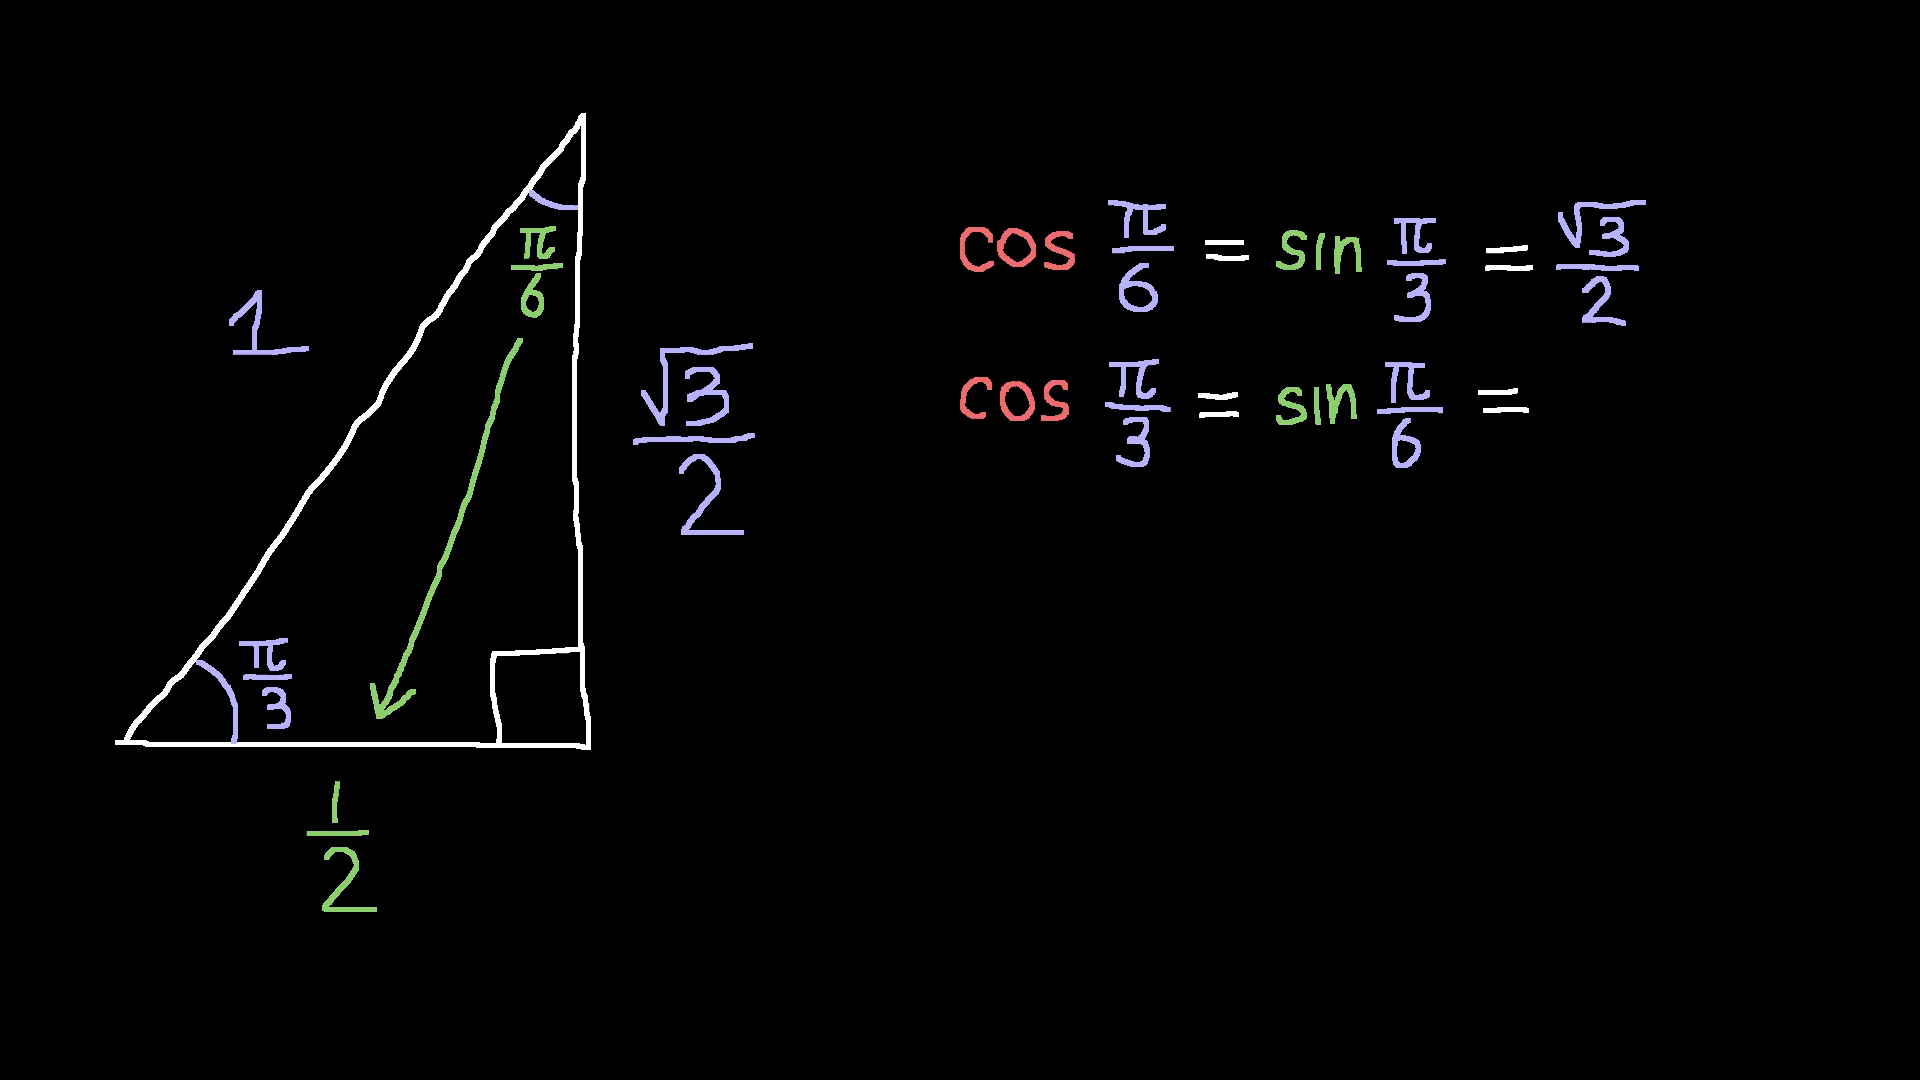 cos π/6 = sin π/3 = √3/2
cos π/3 = sin π/6 =
π/6
1
√3/2
π/3
1/2